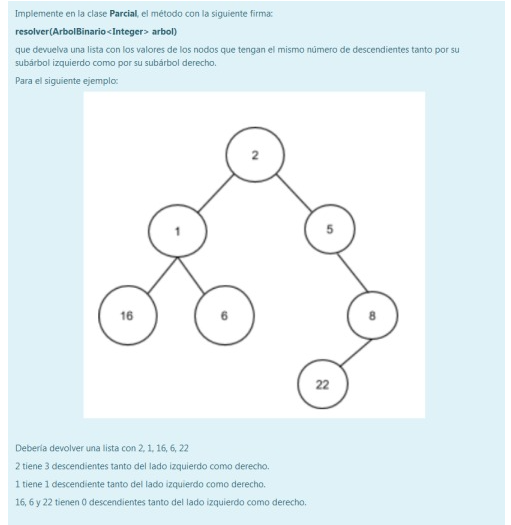 Implemente en la clase Parcial, el método con la siguiente firma:
resolver(ArbolBinario<Integer> arbol)
que devuelva una lista con los valores de los nodos que tengan el mismo número de descendientes tanto por su
subárbol izquierdo como por su subárbol derecho.
Para el siguiente ejemplo:
2
1
5
16
6
8
22
Debería devolver una lista con 2, 1, 16, 6, 22
2 tiene 3 descendientes tanto del lado izquierdo como derecho.
1 tiene 1 descendiente tanto del lado izquierdo como derecho.
16, 6 y 22 tienen 0 descendientes tanto del lado izquierdo como derecho.